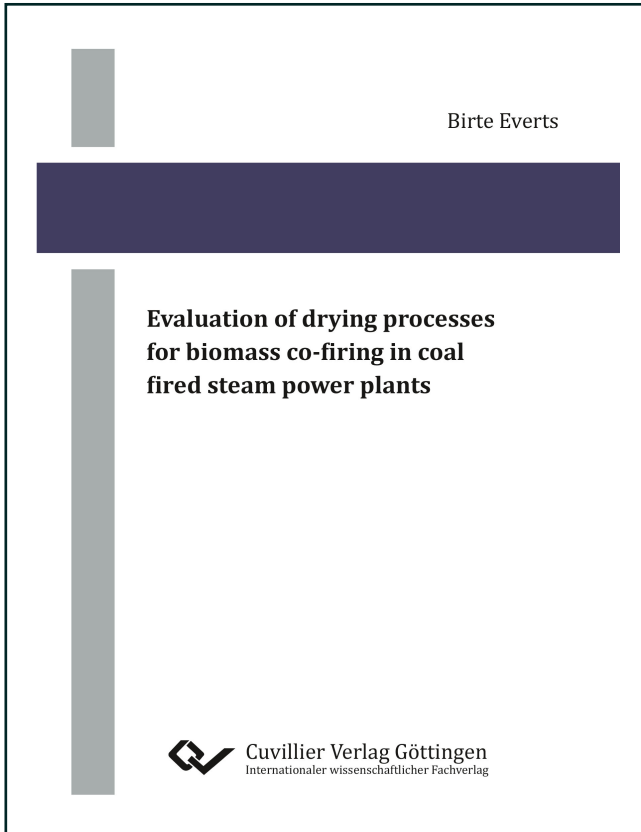 Birte Everts
Evaluation of drying processes
for biomass co-firing in coal
fired steam power plants
Cuvillier Verlag Göttingen
Internationaler wissenschaftlicher Fachverlag